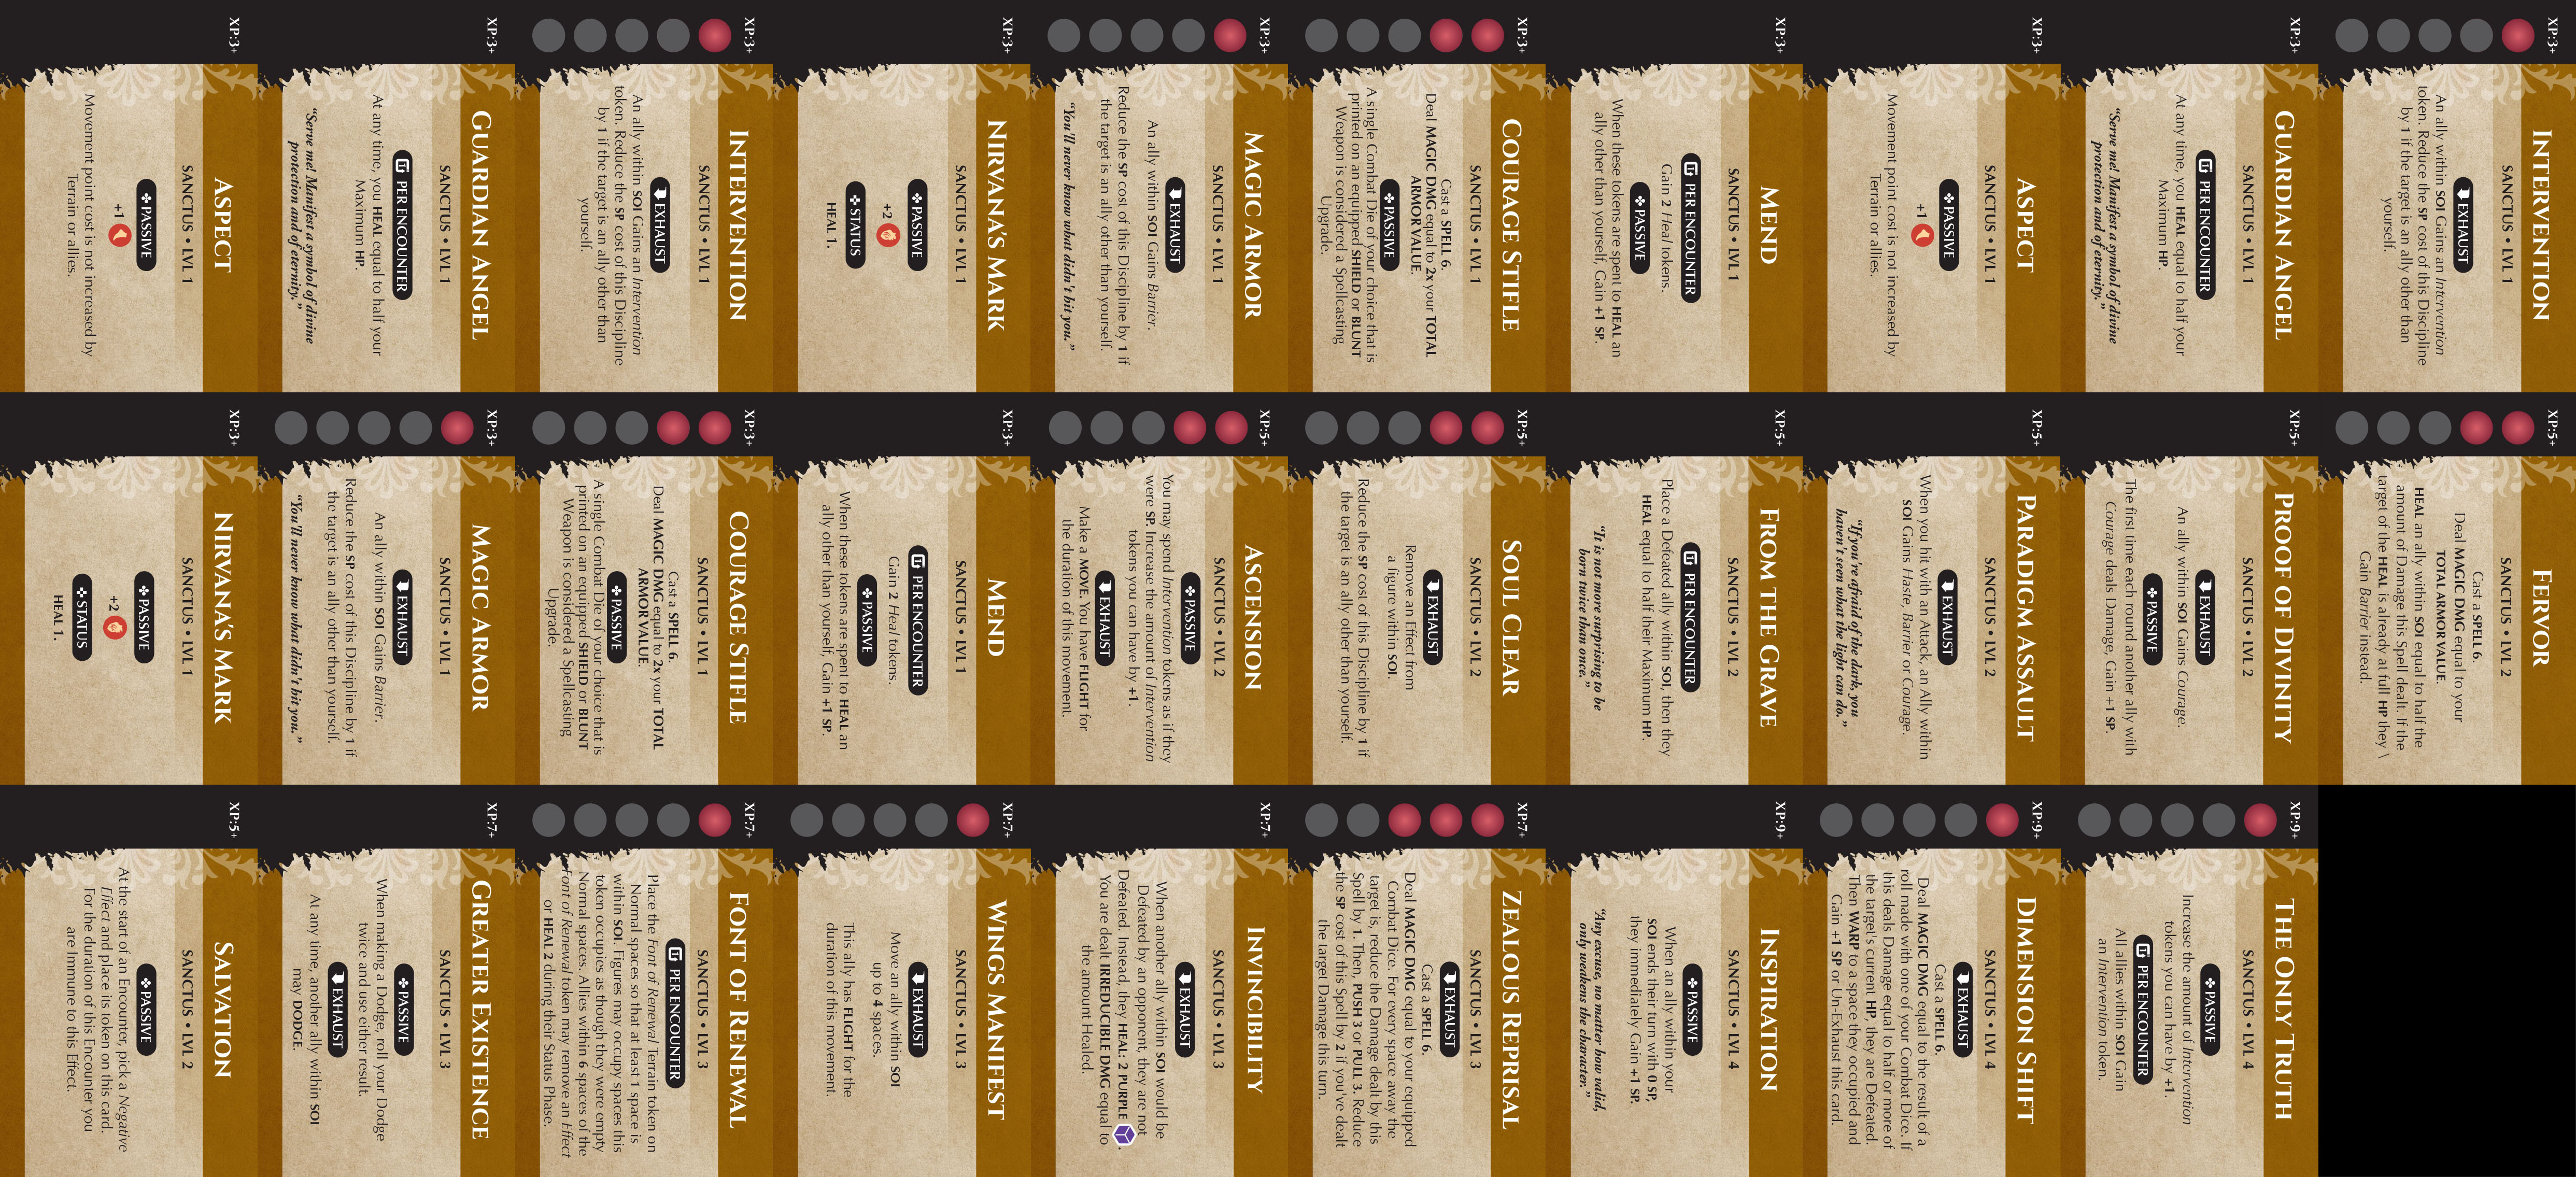 XP:3+
ASPECT
SANCTUS • LVL 1
PASSIVE
+1
Movement point cost is not increased by
Terrain or allies.
XP:3+
GUARDIAN ANGEL
SANCTUS • LVL 1
PER ENCOUNTER
At any time, you HEAL equal to half your
Maximum HP.
"Serve me! Manifest a symbol of divine
protection and of eternity."
XP:3+
INTERVENTION
SANCTUS • LVL 1
EXHAUST
An ally within SOI Gains an Intervention
token. Reduce the SP cost of this Discipline
by 1 if the target is an ally other than
yourself.
XP:3+
NIRVANA'S MARK
SANCTUS • LVL 1
PASSIVE
+2
STATUS
HEAL 1.
XP:3+
MAGIC ARMOR
SANCTUS • LVL 1
EXHAUST
An ally within SOI Gains Barrier.
Reduce the SP cost of this Discipline by 1 if
the target is an ally other than yourself.
"You'll never know what didn't hit you."
XP:3+
COURAGE STIFLE
SANCTUS • LVL 1
Cast a SPELL 6.
Deal MAGIC DMG equal to 2x your TOTAL
ARMOR VALUE.
PASSIVE
A single Combat Die of your choice that is
printed on an equipped SHIELD or BLUNT
Weapon is considered a Spellcasting
Upgrade.
XP:3+
MEND
SANCTUS • LVL 1
PER ENCOUNTER
Gain 2 Heal tokens.
PASSIVE
When these tokens are spent to HEAL an
ally other than yourself, Gain +1 SP.
XP:3+
ASPECT
SANCTUS • LVL 1
PASSIVE
+1
Movement point cost is not increased by
Terrain or allies.
XP:3+
GUARDIAN ANGEL
SANCTUS • LVL 1
PER ENCOUNTER
At any time, you HEAL equal to half your
Maximum HP.
"Serve me! Manifest a symbol of divine
protection and of eternity."
XP:3+
INTERVENTION
SANCTUS • LVL 1
EXHAUST
An ally within SOI Gains an Intervention
token. Reduce the SP cost of this Discipline
by 1 if the target is an ally other than
yourself.
XP:3+
NIRVANA'S MARK
SANCTUS • LVL 1
PASSIVE
+2
STATUS
HEAL 1.
XP:3+
MAGIC ARMOR
SANCTUS • LVL 1
EXHAUST
An ally within SOI Gains Barrier.
Reduce the SP cost of this Discipline by 1 if
the target is an ally other than yourself.
"You'll never know what didn't hit you."
XP:3+
COURAGE STIFLE
SANCTUS • LVL 1
Cast a SPELL 6.
Deal MAGIC DMG equal to 2x your TOTAL
ARMOR VALUE.
PASSIVE
A single Combat Die of your choice that is
printed on an equipped SHIELD or BLUNT
Weapon is considered a Spellcasting
Upgrade.
XP:3+
MEND
SANCTUS • LVL 1
PER ENCOUNTER
Gain 2 Heal tokens.
PASSIVE
When these tokens are spent to HEAL an
ally other than yourself, Gain +1 SP.
XP:5+
ASCENSION
SANCTUS • LVL 2
PASSIVE
You may spend Intervention tokens as if they
were SP. Increase the amount of Intervention
tokens you can have by +1.
EXHAUST
Make a MOVE. You have FLIGHT for
the duration of this movement.
XP:5+
SOUL CLEAR
SANCTUS • LVL 2
EXHAUST
Remove an Effect from
a figure within SOI.
Reduce the SP cost of this Discipline by 1 if
the target is an ally other than yourself.
XP:5+
FROM THE GRAVE
SANCTUS • LVL 2
PER ENCOUNTER
Place a Defeated ally within SOI, then they
HEAL equal to half their Maximum HP.
"It is not more surprising to be
born twice than once."
XP:5+
PARADIGM ASSAULT
SANCTUS • LVL 2
EXHAUST
When you hit with an Attack, an Ally within
SOI Gains Haste, Barrier or Courage.
"If you're afraid of the dark, you
haven't seen what the light can do."
XP:5+
PROOF OF DIVINITY
SANCTUS • LVL 2
EXHAUST
An ally within SOI Gains Courage.
PASSIVE
The first time each round another ally with
Courage deals Damage, Gain +1 SP.
XP:5+
FERVOR
SANCTUS • LVL 2
Cast a SPELL 6.
Deal MAGIC DMG equal to your
TOTAL ARMOR VALUE.
HEAL an ally within SOI equal to half the
amount of Damage this Spell dealt. If the
target of the HEAL is already at full HP they \
Gain Barrier instead.
XP:5+
SALVATION
SANCTUS • LVL 2
PASSIVE
At the start of an Encounter, pick a Negative
Effect and place its token on this card.
For the duration of this Encounter you
are Immune to this Effect.
XP:7+
GREATER EXISTENCE
SANCTUS • LVL 3
PASSIVE
When making a Dodge, roll your Dodge
twice and use either result.
EXHAUST
At any time, another ally within SOI
may DODGE.
XP:7+
FONT OF RENEWAL
SANCTUS • LVL 3
PER ENCOUNTER
Place the Font of Renewal Terrain token on
Normal spaces so that at least 1 space is
within SOI. Figures may occupy spaces this
token occupies as though they were empty
Normal spaces. Allies within 6 spaces of the
Font of Renewal token may remove an Effect
or HEAL 2 during their Status Phase.
XP:7+
WINGS MANIFEST
SANCTUS • LVL 3
EXHAUST
Move an ally within SOI
up to 4 spaces.
This ally has FLIGHT for the
duration of this movement.
XP:7+
INVINCIBILITY
SANCTUS • LVL 3
EXHAUST
When another ally within SOI would be
Defeated by an opponent, they are not
Defeated. Instead, they HEAL: 2 PURPLE .
You are dealt IRREDUCIBLE DMG equal to
the amount Healed.
XP:7+
ZEALOUS REPRISAL
SANCTUS • LVL 3
EXHAUST
Cast a SPELL 6.
Deal MAGIC DMG equal to your equipped
Combat Dice. For every space away the
target is, reduce the Damage dealt by this
Spell by 1. Then, PUSH 3 or PULL 3. Reduce
the SP cost of this Spell by 2 if you've dealt
the target Damage this turn.
XP:9+
INSPIRATION
SANCTUS • LVL 4
PASSIVE
When an ally within your
SOI ends their turn with 0 SP,
they immediately Gain +1 SP.
"Any excuse, no matter how valid,
only weakens the character."
XP:9+
DIMENSION SHIFT
SANCTUS • LVL 4
EXHAUST
Cast a SPELL 6.
Deal MAGIC DMG equal to the result of a
roll made with one of your Combat Dice. If
this deals Damage equal to half or more of
the target's current HP, they are Defeated.
Then WARP to a space they occupied and
Gain +1 SP or Un-Exhaust this card.
XP:9+
THE ONLY TRUTH
SANCTUS • LVL 4
PASSIVE
Increase the amount of Intervention
tokens you can have by +1.
PER ENCOUNTER
All allies within SOI Gain
an Intervention token.